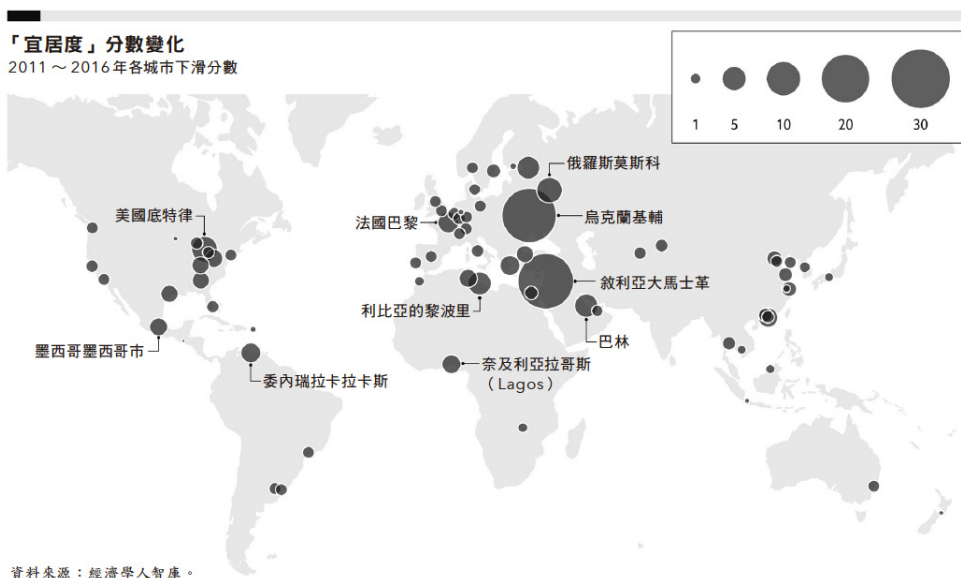 「宜居度」分數變化
2011～2016年各城市下滑分數
1 5 10 20 30
俄羅斯莫斯科
美國底特律
法國巴黎
烏克蘭基輔
敘利亞大馬士革
利比亞的黎波里
巴林
墨西哥墨西哥市
委內瑞拉卡拉卡斯
奈及利亞拉哥斯
（Lagos）
資料來源：經濟學人智庫。